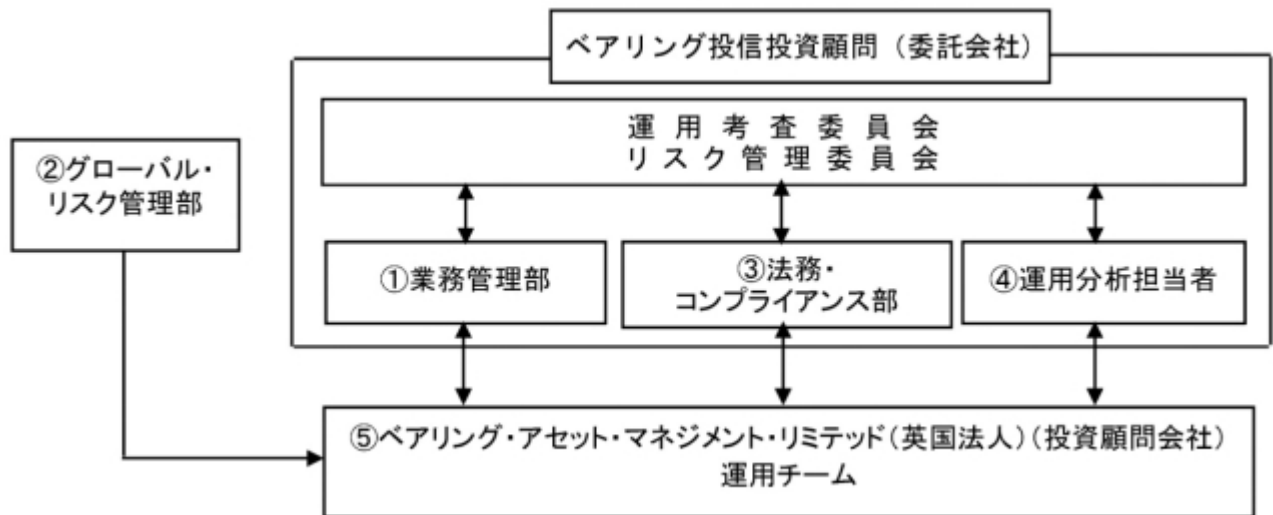 ベアリング投信投資顧問（委託会社）
運用考査委員会
リスク管理委員会
②グローバル・
リスク管理部
①業務管理部
③法務・
コンプライアンス部
④運用分析担当者
⑤ベアリング・アセット・マネジメント・リミテッド（英国法人）（投資顧問会社）
運用チーム